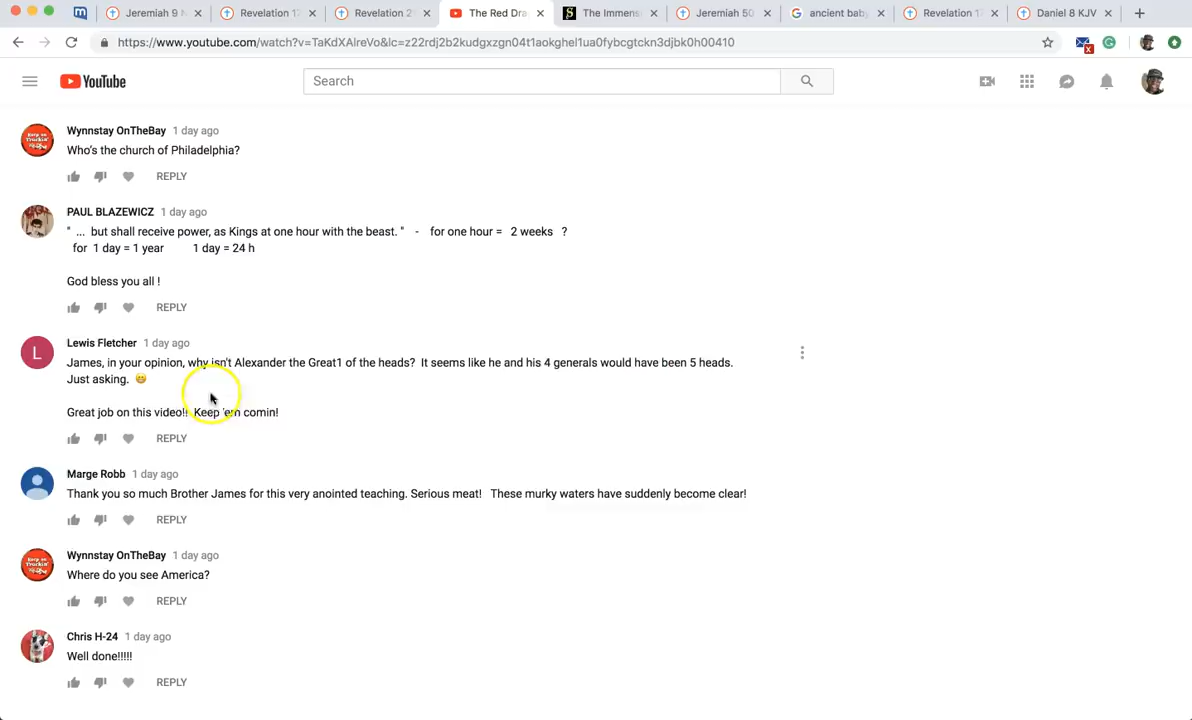 Jeremiah 9 N
Revelation 17
Revelation 2
The Red Dra
The Immens
Jeremiah 50
ancient bab
Revelation 17
Daniel 8 KJV
https://www.youtube.com/watch?v=TaKdXAlreVo&lc=z22rdj2b2kudgxzgn04t1aokghel1ua0fybcgtckn3djbk0h00410
YouTube
Search
Wynnstay OnTheBay 1 day ago
Who's the church of Philadelphia?
REPLY
PAUL BLAZEWICZ 1 day ago
" ... but shall receive power, as Kings at one hour with the beast. " - for one hour = 2 weeks ?
for 1 day = 1 year 1 day = 24 h
God bless you all !
REPLY
L
Lewis Fletcher 1 day ago
James, in your opinion, why isn't Alexander the Great1 of the heads? It seems like he and his 4 generals would have been 5 heads.
Just asking. 😁
Great job on this video!! Keep 'em comin!
REPLY
Marge Robb 1 day ago
Thank you so much Brother James for this very anointed teaching. Serious meat! These murky waters have suddenly become clear!
REPLY
Wynnstay OnTheBay 1 day ago
Where do you see America?
REPLY
Chris H-24 1 day ago
Well done!!!!!
REPLY